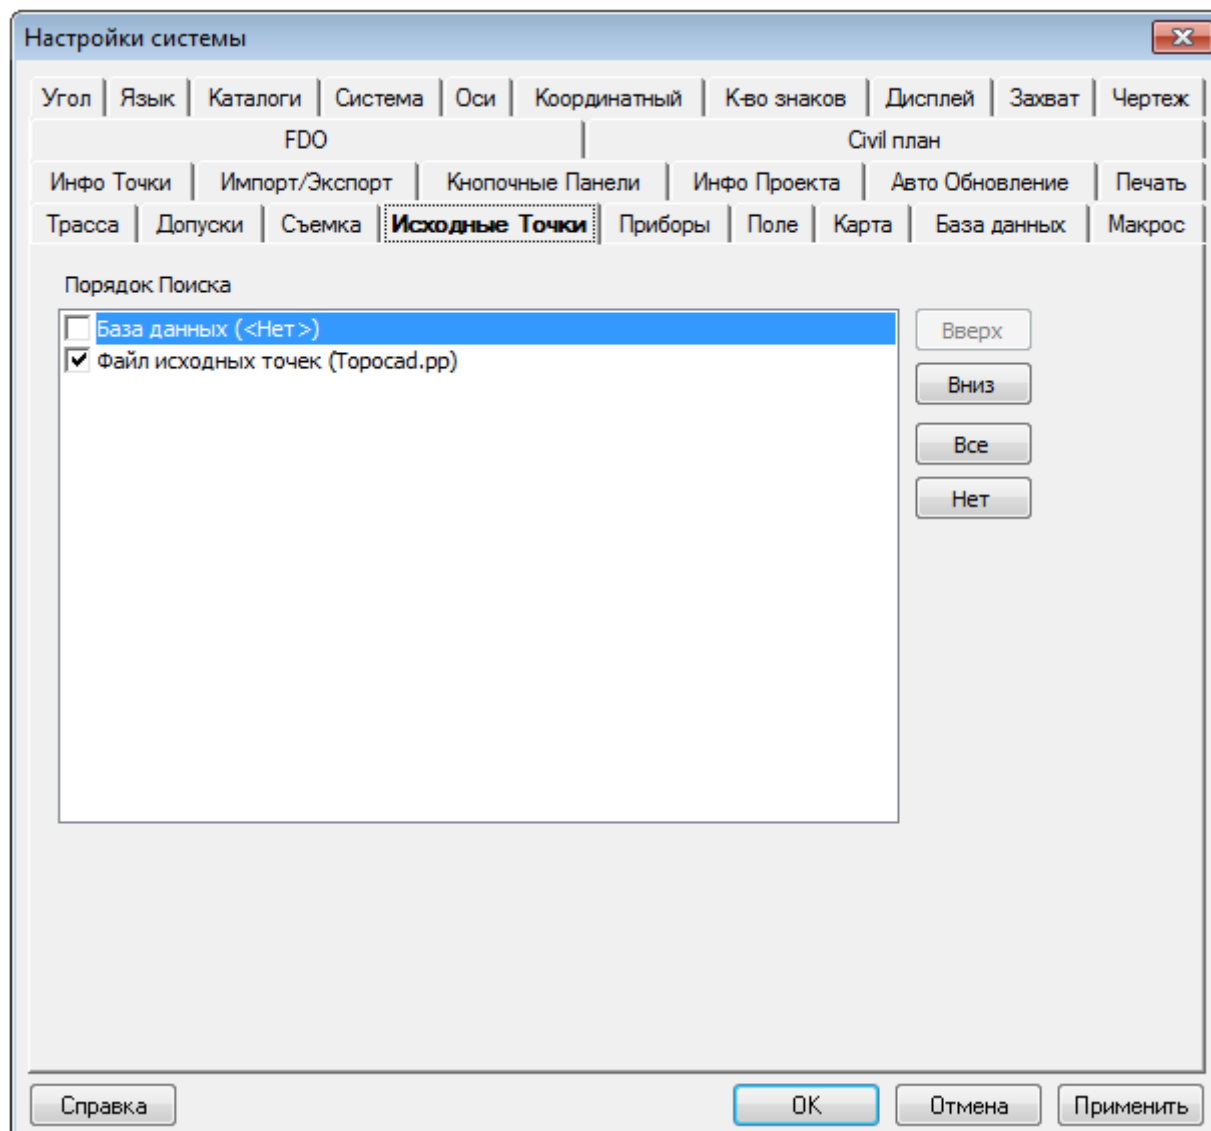 Настройки системы
Угол Язык Каталоги Система Оси Координатный К-во знаков Дисплей Захват Чертеж
FDO Civil план
Инфо Точки Импорт/Экспорт Кнопочные Панели Инфо Проекта Авто Обновление Печать
Трасса Допуски Съемка Исходные Точки Приборы Поле Карта База данных Макрос
Порядок Поиска
База данных (<Нет>)
Вверх
Файл исходных точек (Topocad.pp)
Вниз
Все
Нет
Справка OK Отмена Применить